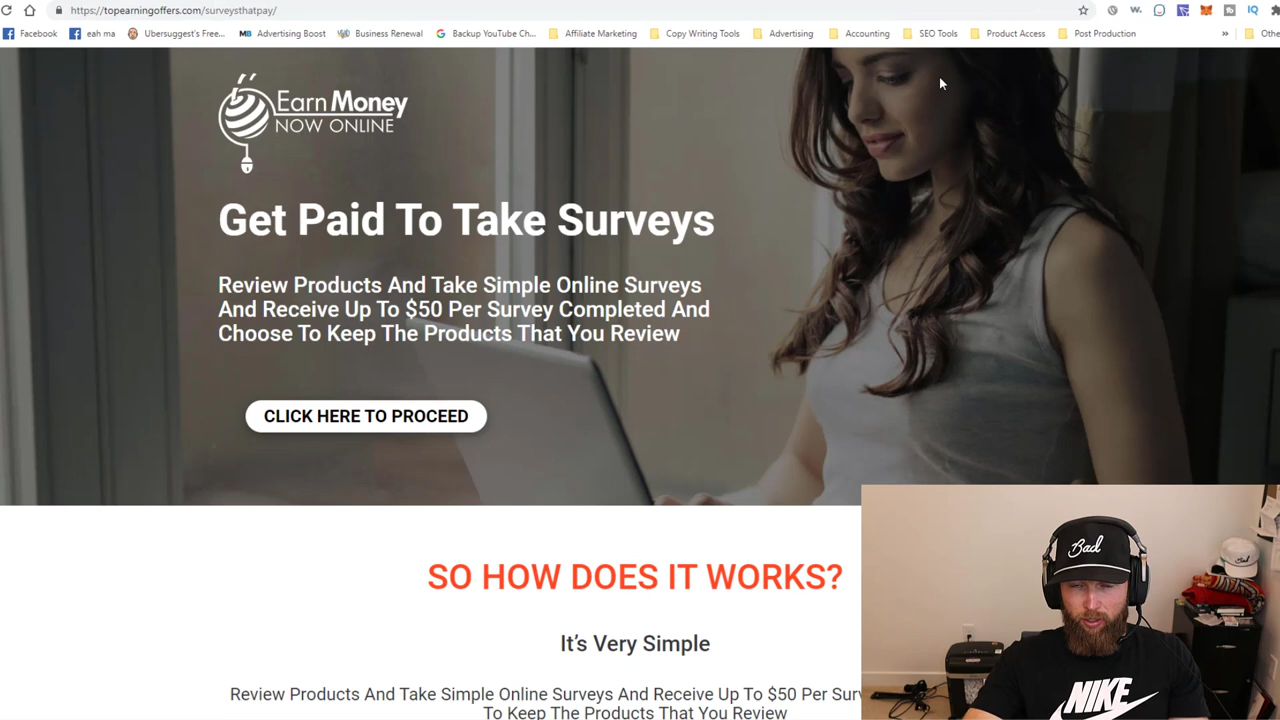 https://topearningoffers.com/surveysthatpay/
Facebook eah ma Ubersuggest's Free... Advertising Boost Business Renewal Backup YouTube Ch... Affiliate Marketing Copy Writing Tools Advertising Accounting SEO Tools Product Access Post Production » Othe
Earn Money
NOW ONLINE
Get Paid To Take Surveys
Review Products And Take Simple Online Surveys
And Receive Up To $50 Per Survey Completed And
Choose To Keep The Products That You Review
CLICK HERE TO PROCEED
SO HOW DOES IT WORKS?
It's Very Simple
Review Products And Take Simple Online Surveys And Receive Up To $50 Per Surv
To Keep The Products That You Review
Bad
NIKE